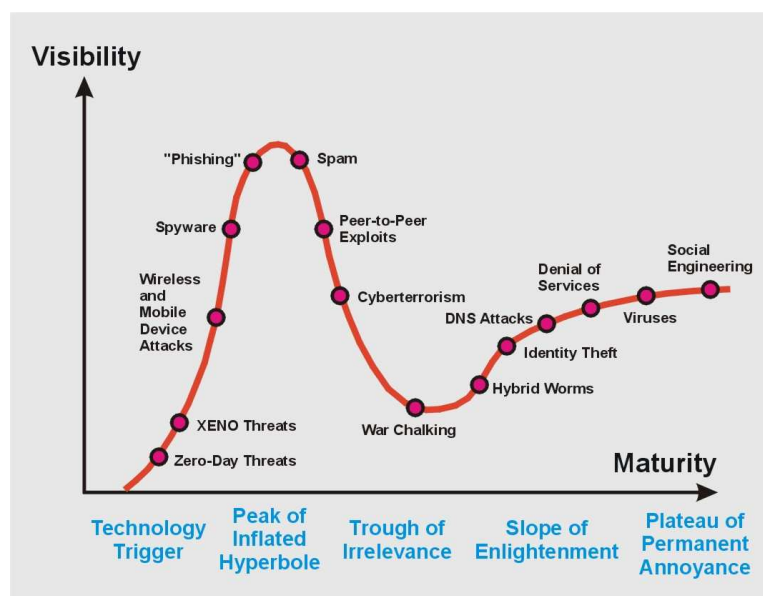 Visibility
"Phishing"
Spam
Spyware
Peer-to-Peer
Exploits
Wireless
and
Mobile
Device
Attacks
Cyberterrorism
XENO Threats
Zero-Day Threats
War Chalking
Hybrid Worms
Identity Theft
DNS Attacks
Denial of
Services
Viruses
Social
Engineering
Maturity
Technology
Trigger
Peak of
Inflated
Hyperbole
Trough of
Irrelevance
Slope of
Enlightenment
Plateau of
Permanent
Annoyance